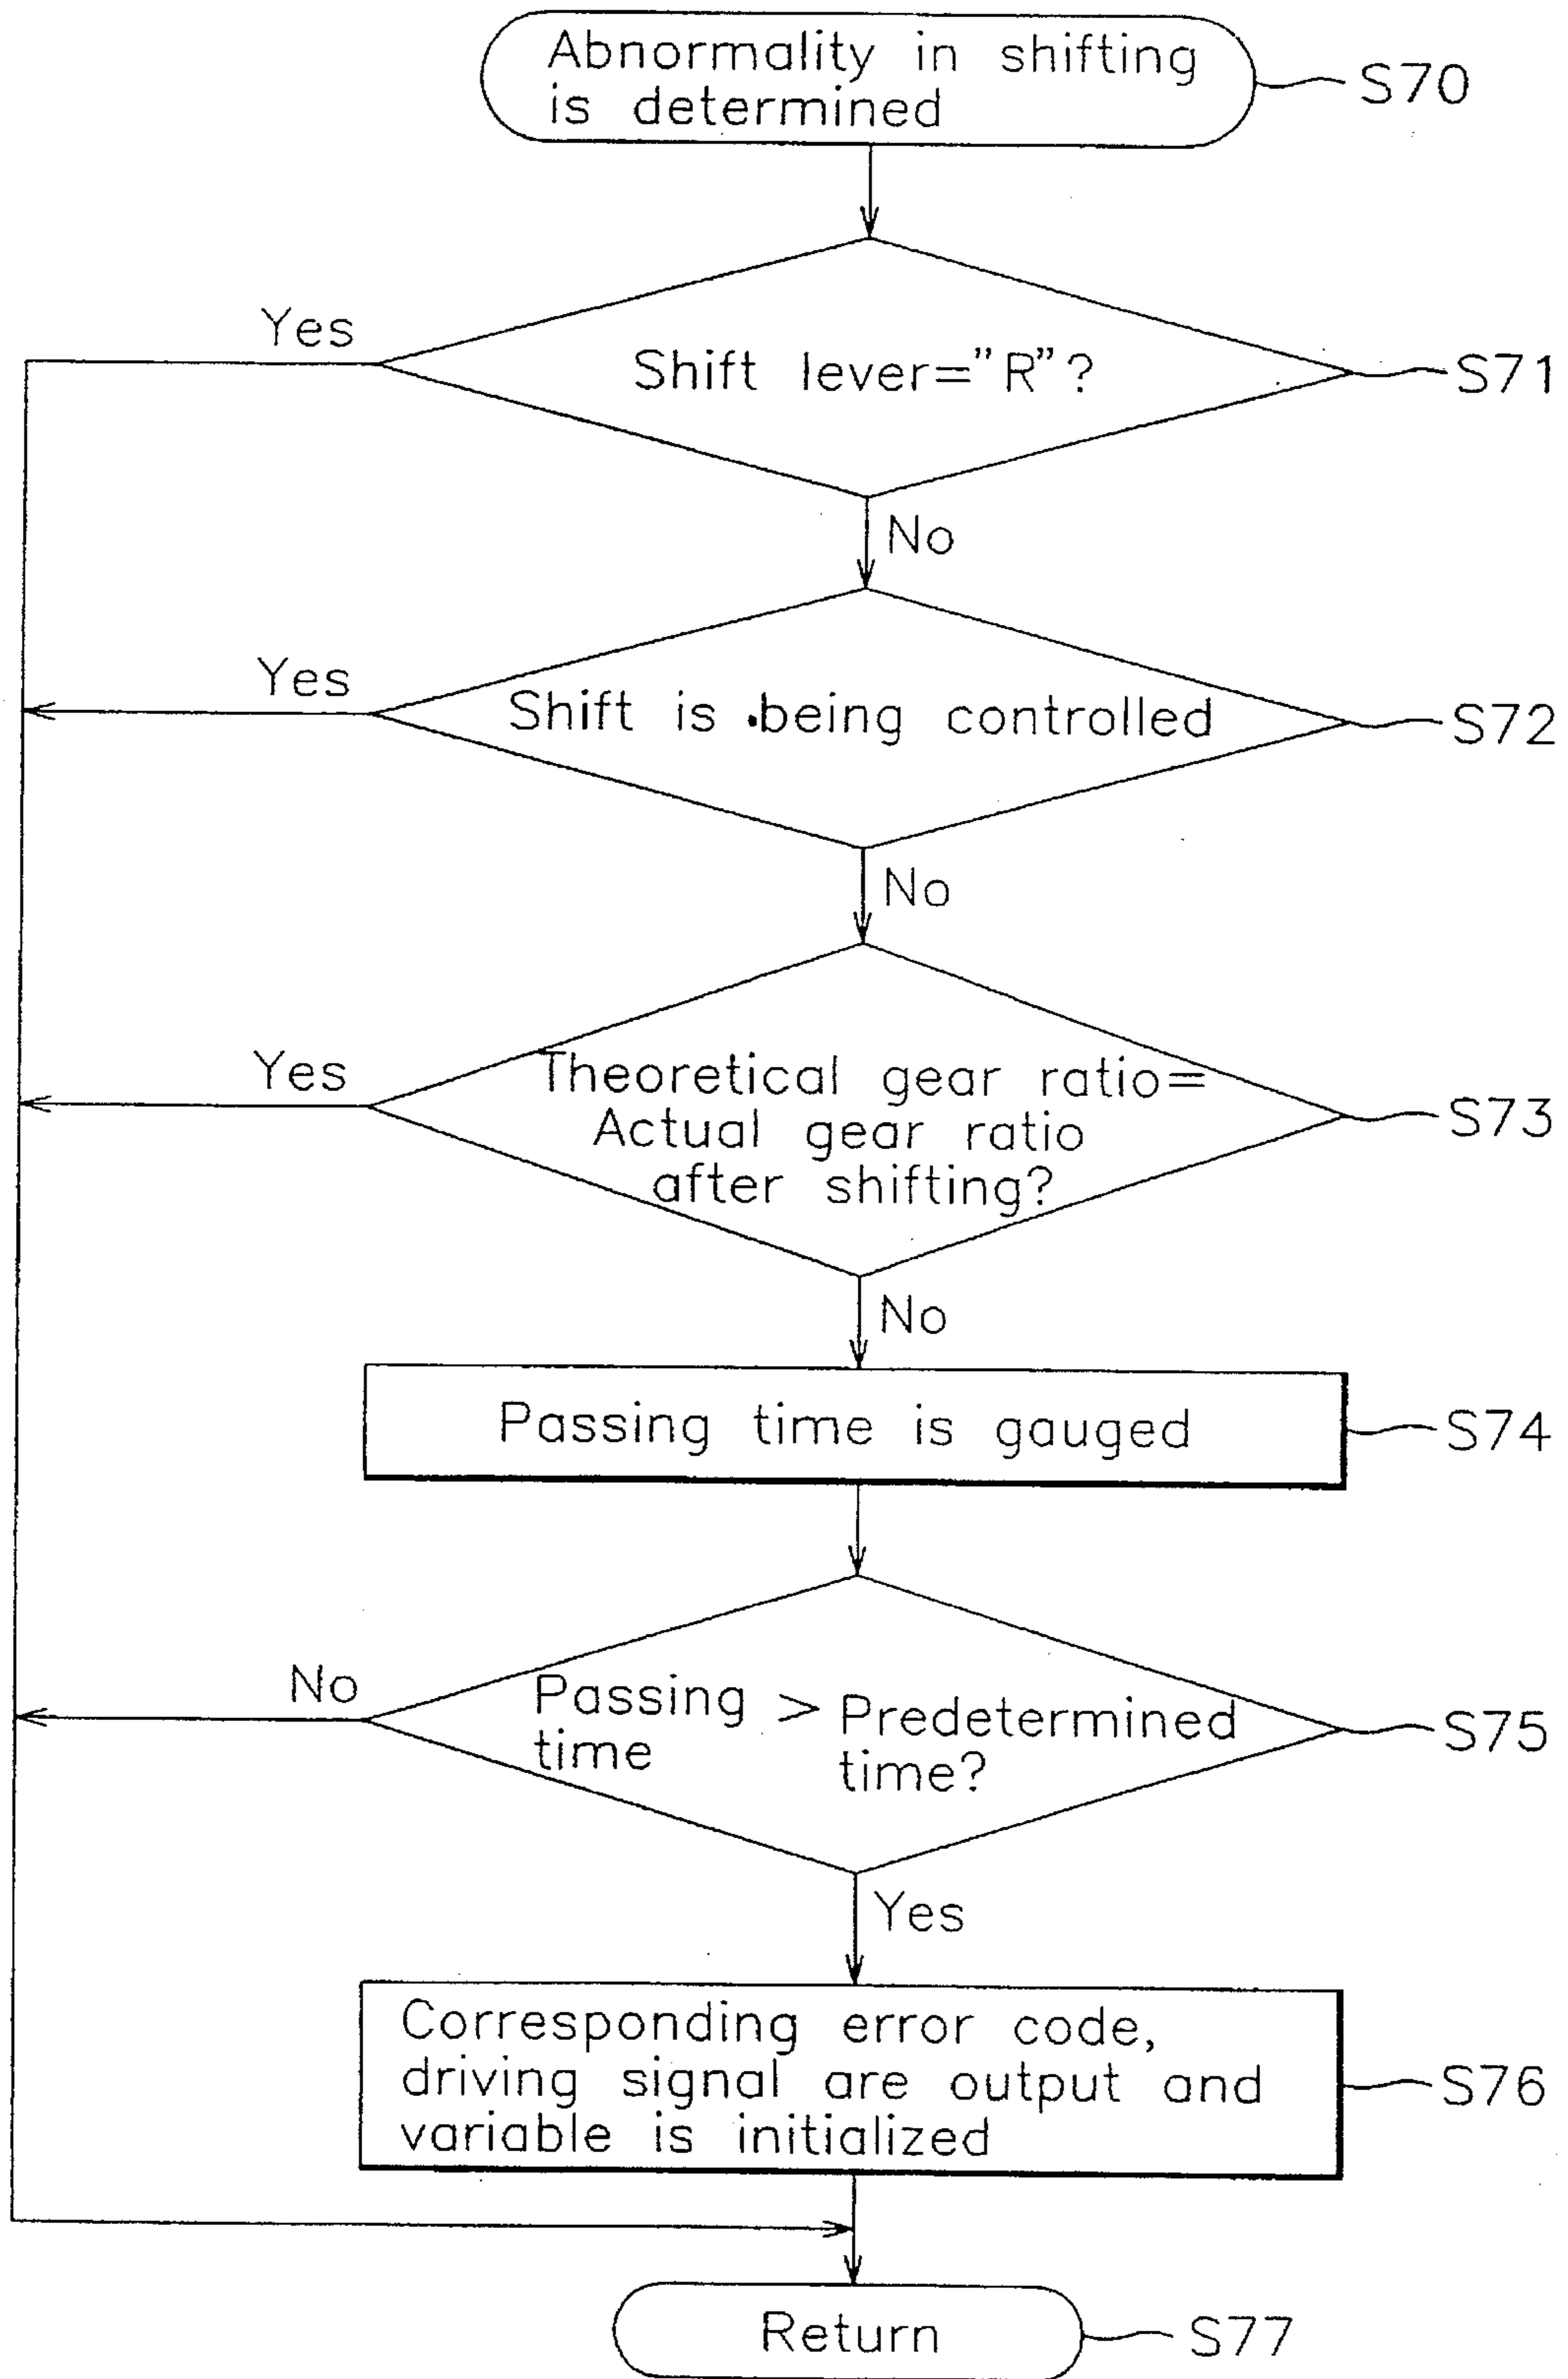 Abnormality in shifting
is determined
S70
Yes
Shift lever="R"?
S71
No
Yes
Shift is being controlled
S72
No
Yes
Theoretical gear ratio=
Actual gear ratio
after shifting?
S73
No
Passing time is gauged
S74
No
Passing > Predetermined
time time?
S75
Yes
Corresponding error code,
driving signal are output and
variable is initialized
S76
Return
S77